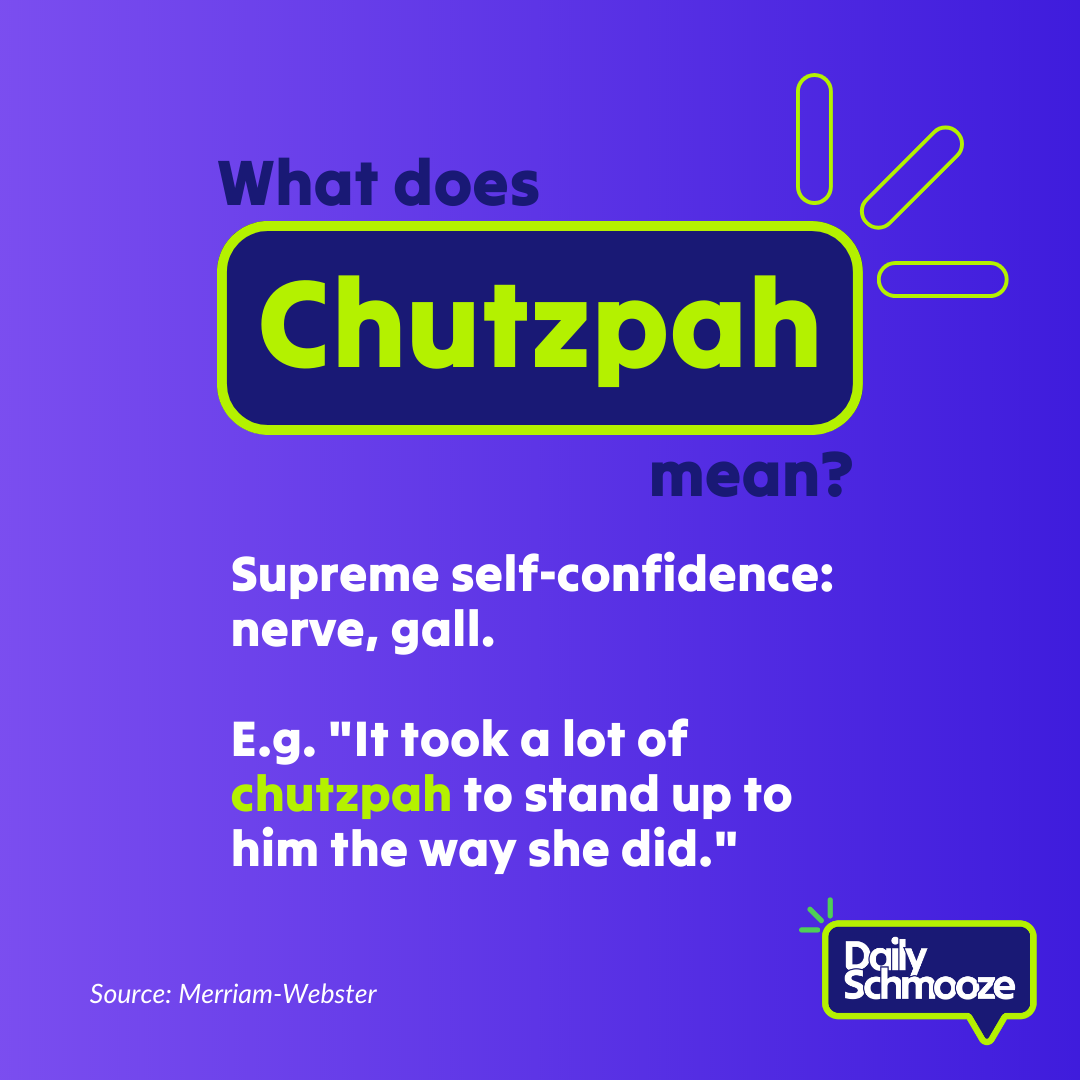 What does
Chutzpah
mean?
Supreme self-confidence:
nerve, gall.
E.g. "It took a lot of
chutzpah to stand up to
him the way she did."
Source: Merriam-Webster
Daily
Schmooze